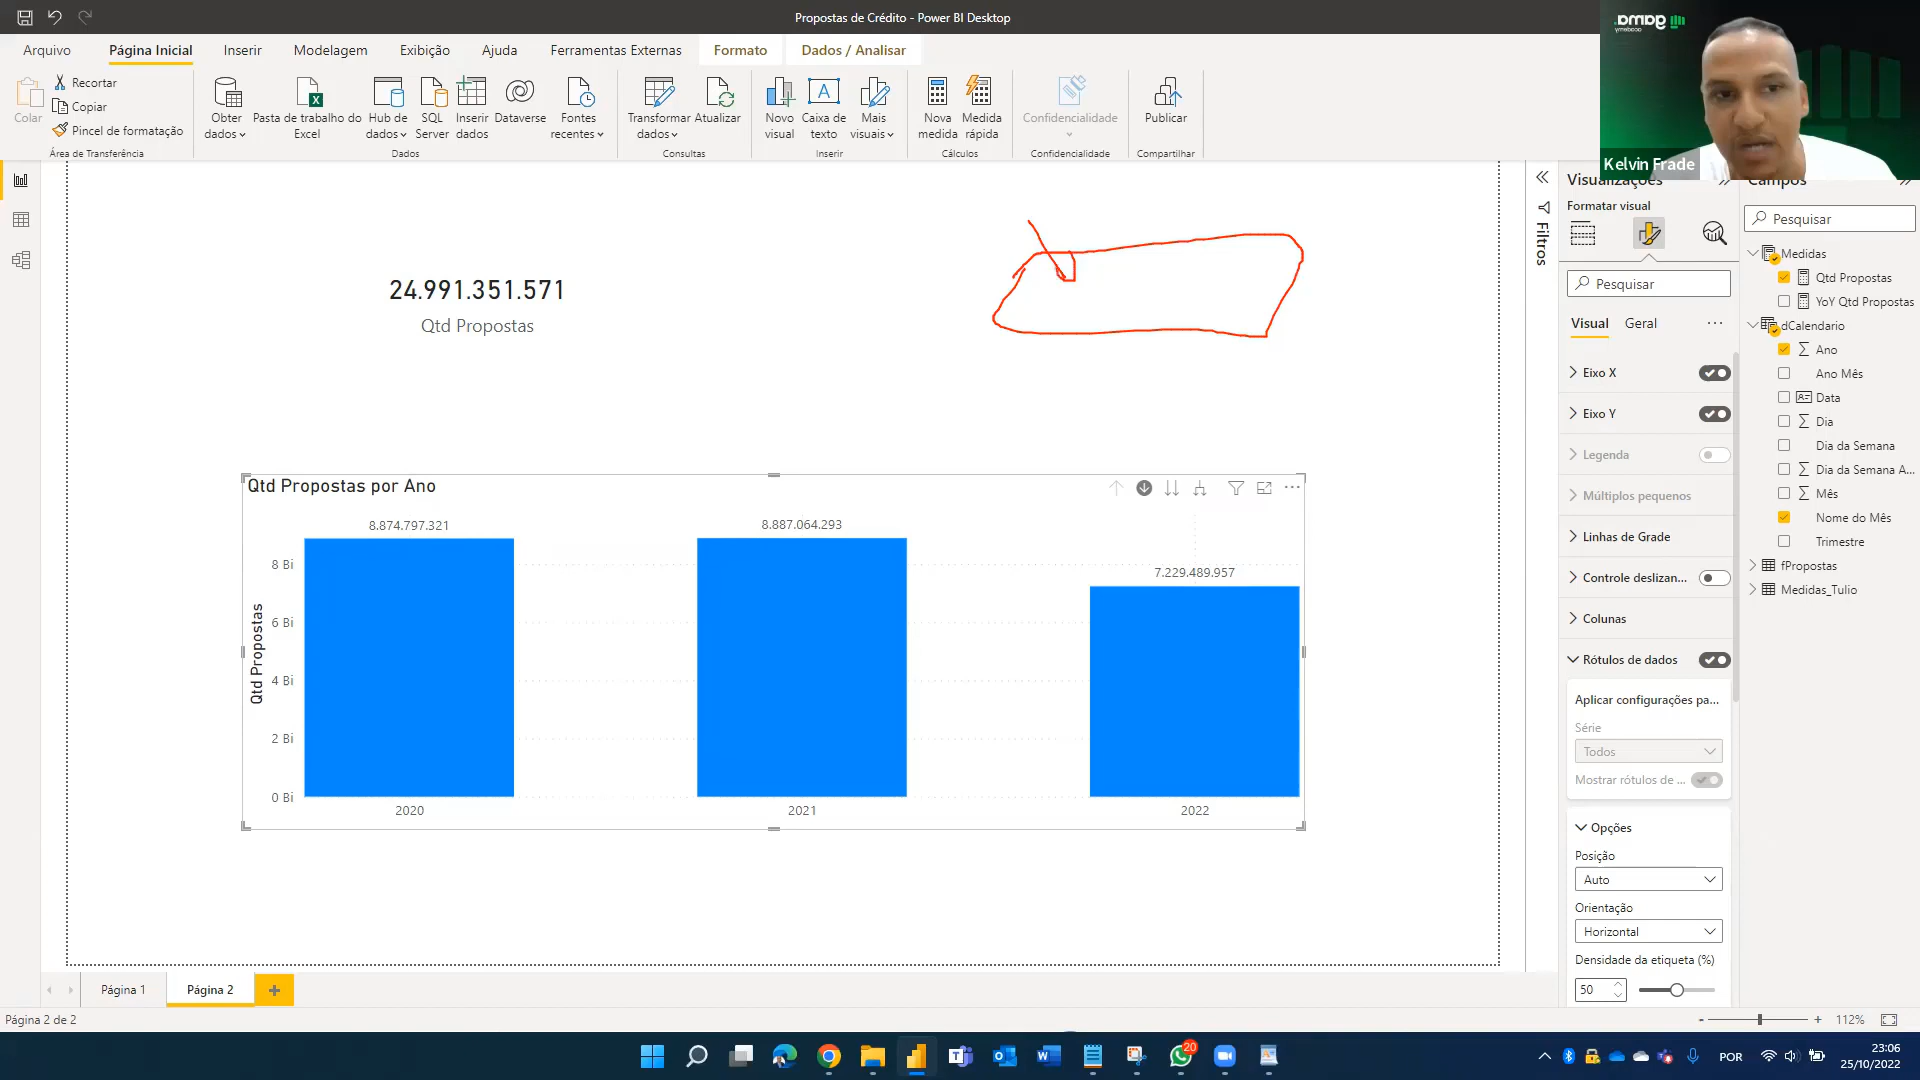 Propostas de Crédito - Power BI Desktop
Arquivo
Página Inicial
Inserir
Modelagem
Exibição
Ajuda
Ferramentas Externas
Formato
Dados / Analisar
Colar
Recortar
Copiar
Pincel de formatação
Área de Transferência
Obter dados
Pasta de trabalho do Excel
Hub de dados
SQL Server
Inserir dados
Dataverse
Fontes recentes
Dados
Transformar dados
Atualizar
Consultas
Novo visual
Caixa de texto
Mais visuais
Inserir
Nova medida
Medida rápida
Cálculos
Confidencialidade
Confidencialidade
Publicar
Compartilhar
gama
academy
Kelvin Frade
24.991.351.571
Qtd Propostas
Qtd Propostas por Ano
8.874.797.321
8.887.064.293
7.229.489.957
8 Bi
6 Bi
4 Bi
2 Bi
0 Bi
Qtd Propostas
2020
2021
2022
Filtros
Visualizações
Formatar visual
Pesquisar
Visual
Geral
Eixo X
Eixo Y
Legenda
Múltiplos pequenos
Linhas de Grade
Controle deslizan...
Colunas
Rótulos de dados
Aplicar configurações pa...
Série
Todos
Mostrar rótulos de ...
Opções
Posição
Auto
Orientação
Horizontal
Densidade da etiqueta (%)
50
Campos
Pesquisar
Medidas
Qtd Propostas
YoY Qtd Propostas
dCalendario
Ano
Ano Mês
Data
Dia
Dia da Semana
Dia da Semana A...
Mês
Nome do Mês
Trimestre
fPropostas
Medidas_Tulio
Página 1
Página 2
Página 2 de 2
112%
20
POR
23:06
25/10/2022